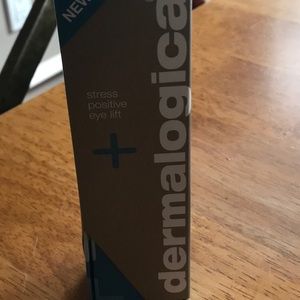 NEW
stress
positive
eye lift
+
dermalogica